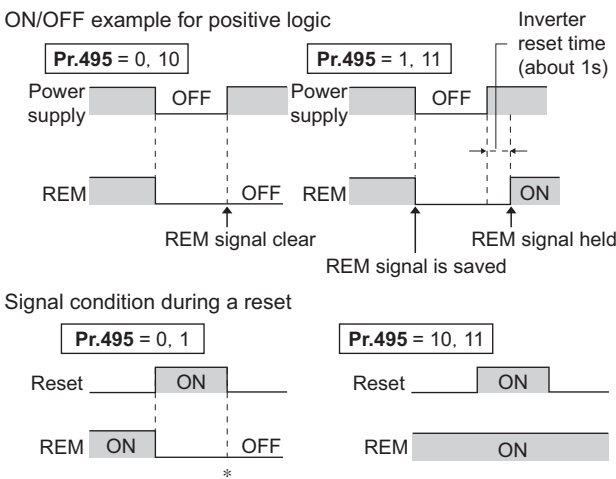 ON/OFF example for positive logic
Pr.495 = 0, 10
Power supply
OFF
REM
OFF
REM signal clear
Pr.495 = 1, 11
Inverter reset time (about 1s)
Power supply
OFF
REM
ON
REM signal is saved
REM signal held
Signal condition during a reset
Pr.495 = 0, 1
Reset
ON
REM
ON
OFF
*
Pr.495 = 10, 11
Reset
ON
REM
ON